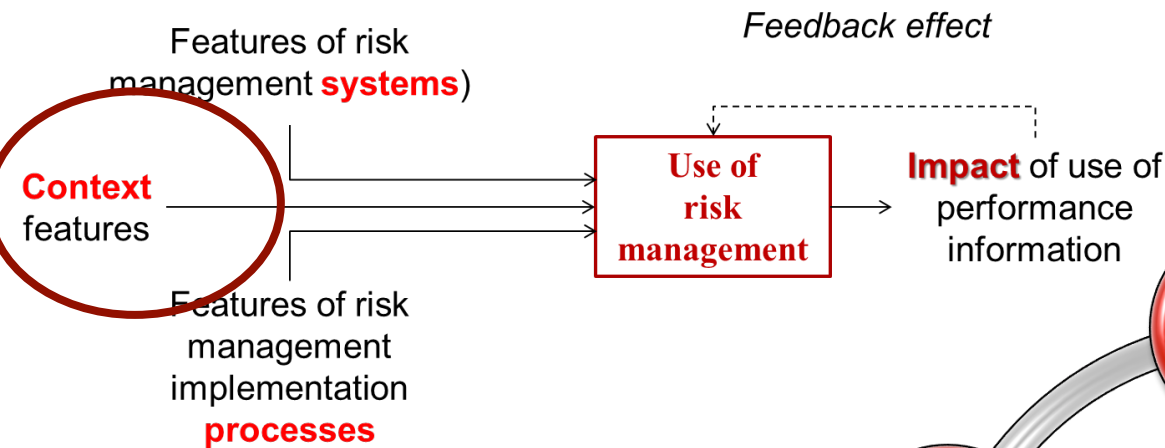 Feedback effect
Features of risk
management systems)
Context
features
Use of
risk
management
Impact of use of
performance
information
Features of risk
management
implementation
processes